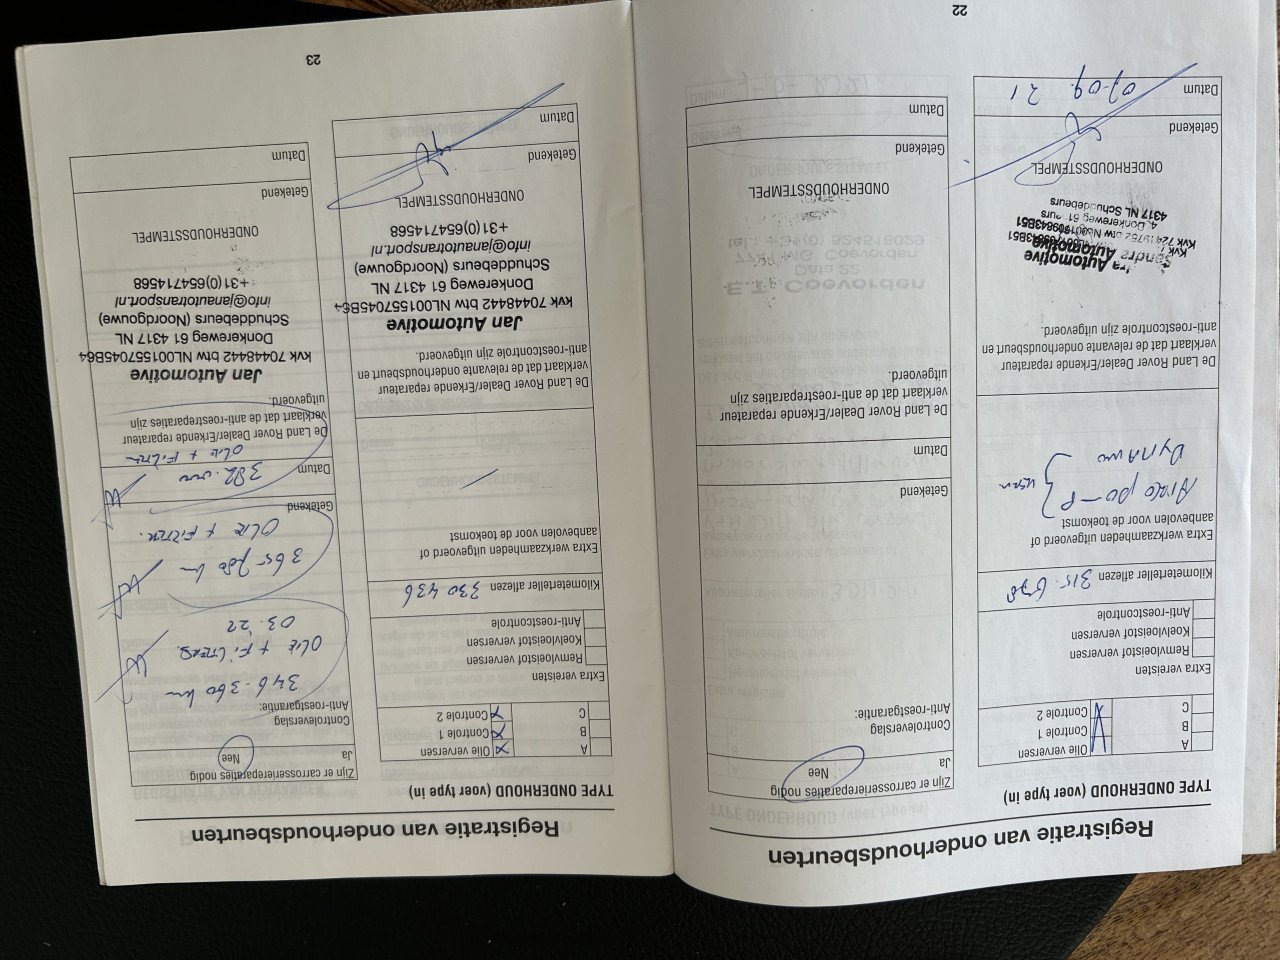 Registratie van onderhoudsbeurten
TYPE ONDERHOUD (voer type in)
A
Olie verversen
B
Controle 1
C
Controle 2
Extra vereisten
Remvloeistof verversen
Koelvloeistof verversen
Anti-roestcontrole
Kilometerteller aflezen 315.650
Extra werkzaamheden uitgevoerd of
aanbevolen voor de toekomst
DYNAMO
De Land Rover Dealer/Erkende reparateur
verklaart dat de relevante onderhoudsbeurt en
anti-roestcontrole zijn uitgevoerd.
Automotive
4317 NL Schuddebeurs
ONDERHOUDSSTEMPEL
Getekend
Datum 07.09.21
Zijn er carrosseriereparaties nodig
Ja
Nee
Controleverslag
Anti-roestgarantie:
Getekend
Datum
De Land Rover Dealer/Erkende reparateur
verklaart dat de anti-roestreparaties zijn
uitgevoerd.
ONDERHOUDSSTEMPEL
Getekend
Datum
22
Registratie van onderhoudsbeurten
TYPE ONDERHOUD (voer type in)
A
Olie verversen X
B
Controle 1 X
C
Controle 2 X
Extra vereisten
Remvloeistof verversen
Koelvloeistof verversen
Anti-roestcontrole
Kilometerteller aflezen 330436
Extra werkzaamheden uitgevoerd of
aanbevolen voor de toekomst
De Land Rover Dealer/Erkende reparateur
verklaart dat de relevante onderhoudsbeurt en
anti-roestcontrole zijn uitgevoerd.
Jan Automotive
kvk 70448442 btw NL001557045B64
Donkereweg 61 4317 NL
Schuddebeurs (Noordgouwe)
info@janautotransport.nl
+31(0)654714568
ONDERHOUDSSTEMPEL
Getekend
Datum
Zijn er carrosseriereparaties nodig
Ja
Nee
Controleverslag
Anti-roestgarantie:
346.360 km
OLIE + FILTERS
03.22
365.700 km
OLIE + FILTER.
Getekend
Datum 382.000
OLIE + FILTER
De Land Rover Dealer/Erkende reparateur
verklaart dat de anti-roestreparaties zijn
uitgevoerd.
Jan Automotive
kvk 70448442 btw NL001557045B64
Donkereweg 61 4317 NL
Schuddebeurs (Noordgouwe)
info@janautotransport.nl
+31(0)654714568
ONDERHOUDSSTEMPEL
Getekend
Datum
23